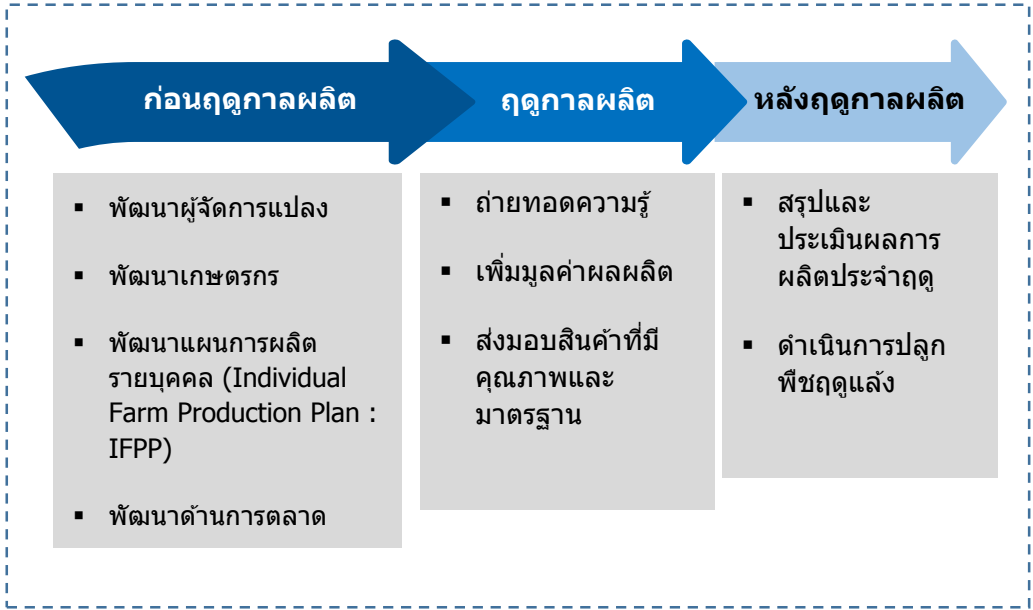 ก่อนฤดูกาลผลิต
ฤดูกาลผลิต
หลังฤดูกาลผลิต
▪ พัฒนาผู้จัดการแปลง
▪ พัฒนาเกษตรกร
▪ พัฒนาแผนการผลิต
รายบุคคล (Individual
Farm Production Plan :
IFPP)
▪ พัฒนาด้านการตลาด
▪ ถ่ายทอดความรู้
▪ เพิ่มมูลค่าผลผลิต
▪ ส่งมอบสินค้าที่มี
คุณภาพและ
มาตรฐาน
▪ สรุปและ
ประเมินผลการ
ผลิตประจำฤดู
▪ ดำเนินการปลูก
พืชฤดูแล้ง